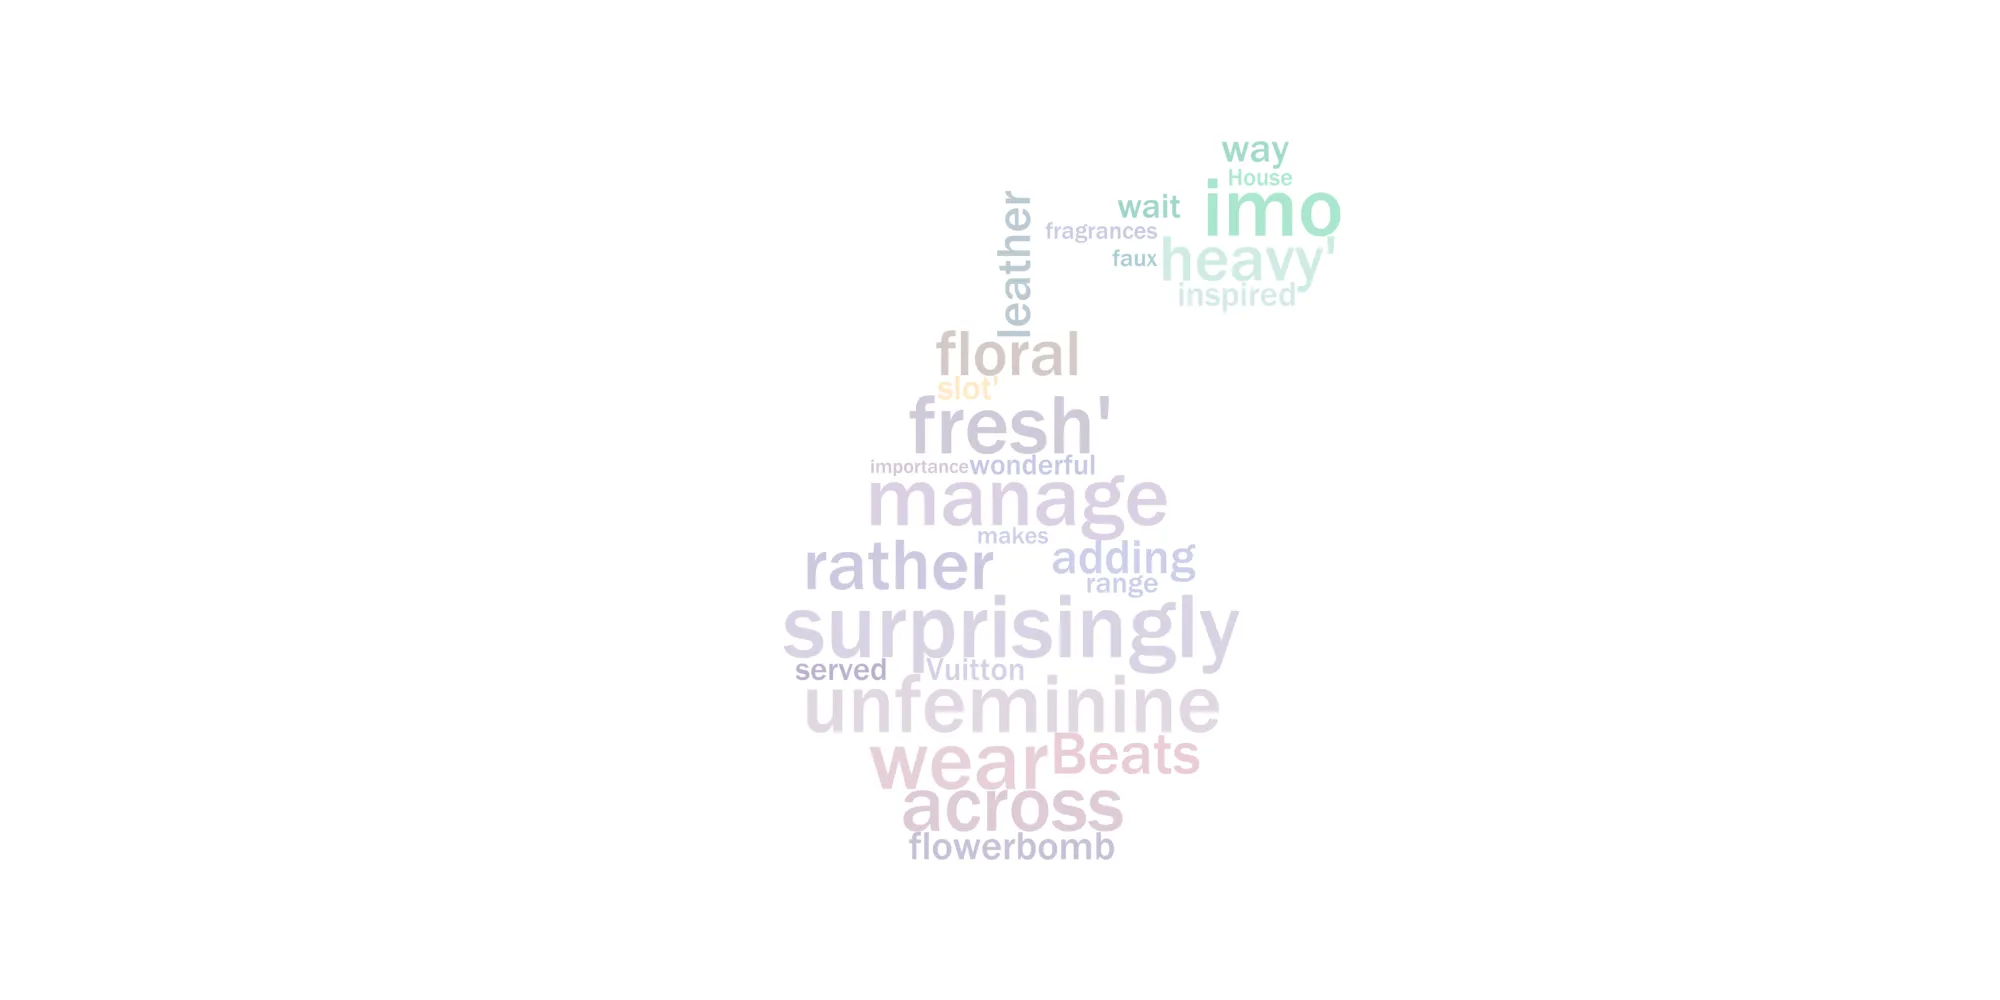 way
House
imo
wait
fragrances
faux
heavy'
inspired
leather
floral
slot'
fresh'
importance wonderful
manage
makes
rather adding
range
surprisingly
served Vuitton
unfeminine
wear Beats
across
flowerbomb